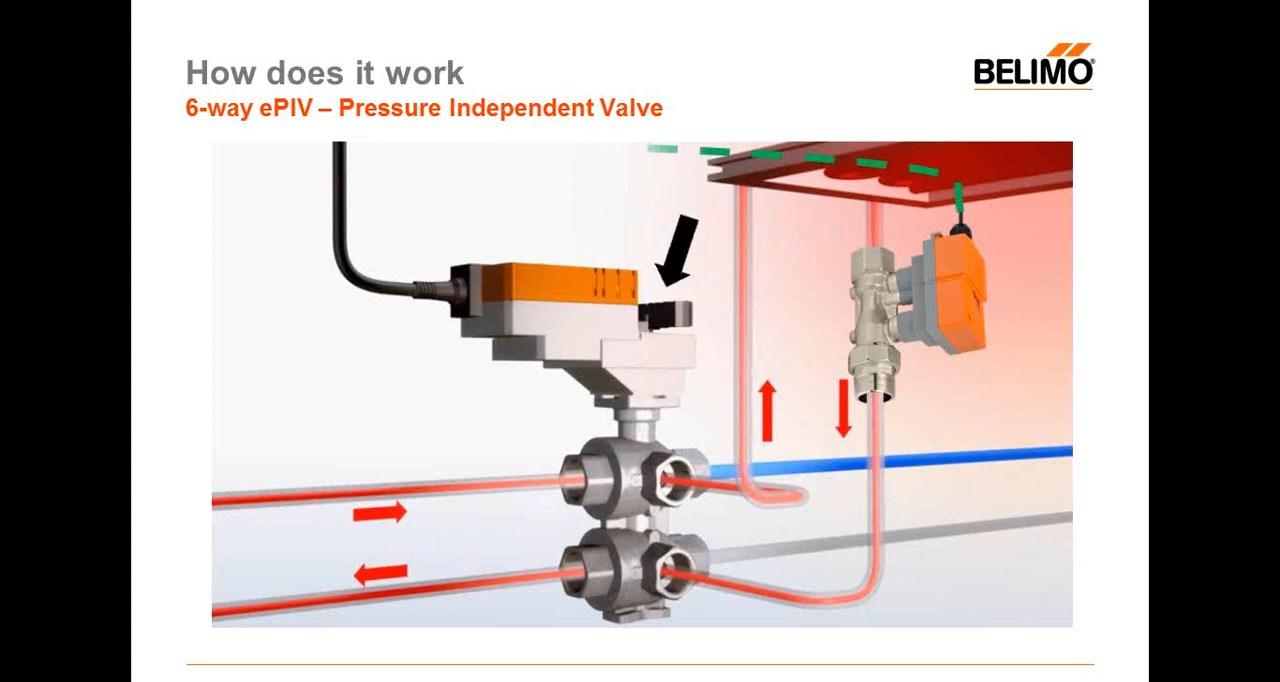 How does it work
BELIMO®
6-way ePIV – Pressure Independent Valve